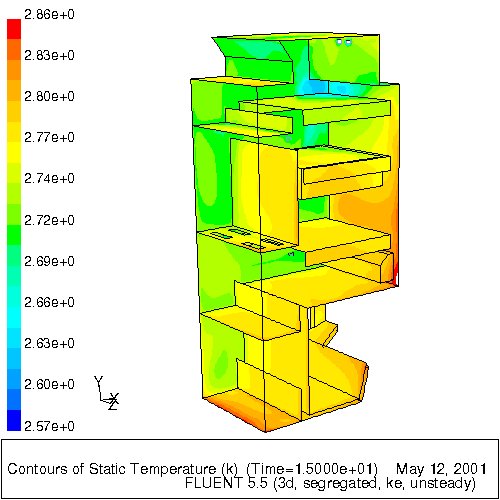 2.86e+0
2.83e+0
2.80e+0
2.77e+0
2.74e+0
2.72e+0
2.69e+0
2.66e+0
2.63e+0
2.60e+0
2.57e+0
Y
X
Z
Contours of Static Temperature (k) (Time=1.5000e+01) May 12, 2001
FLUENT 5.5 (3d, segregated, ke, unsteady)